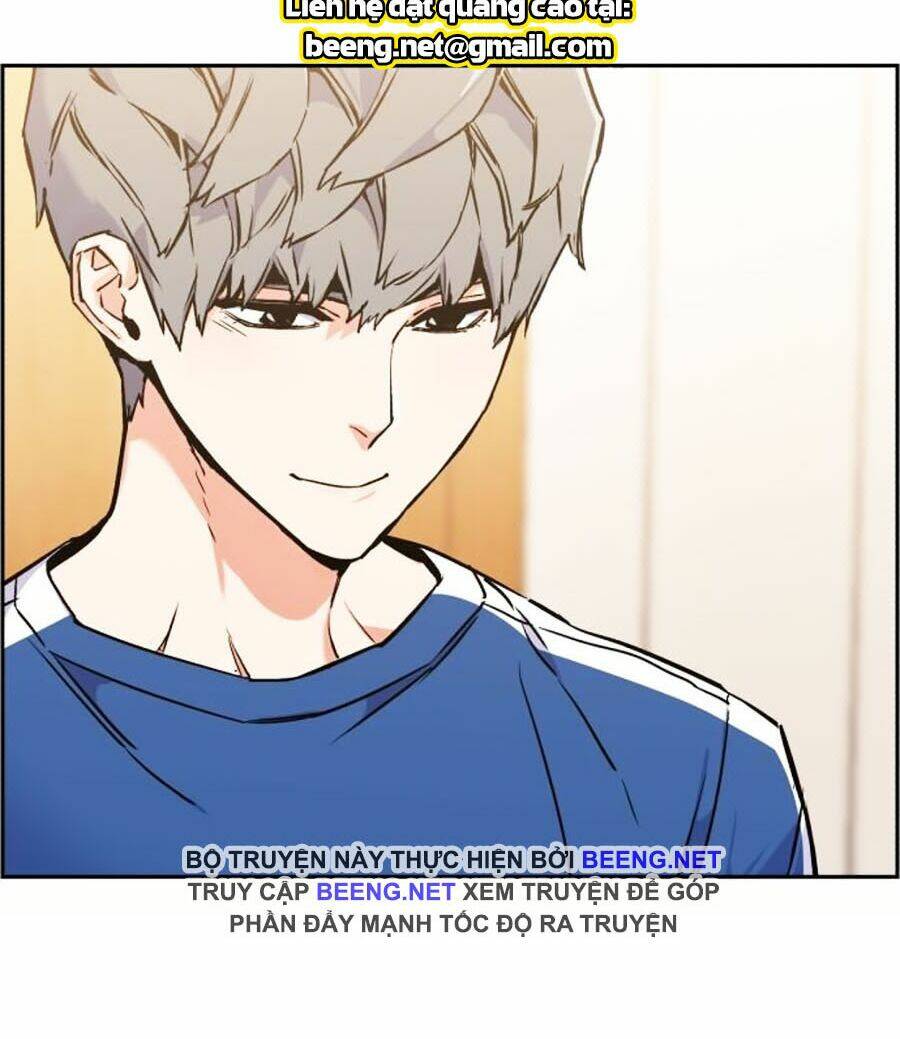 Liên hệ đặt quảng cáo tại:
beeng.net@gmail.com
BỘ TRUYỆN NÀY THỰC HIỆN BỞI BEENG.NET
TRUY CẬP BEENG.NET XEM TRUYỆN ĐỂ GÓP
PHẦN ĐẨY MẠNH TỐC ĐỘ RA TRUYỆN